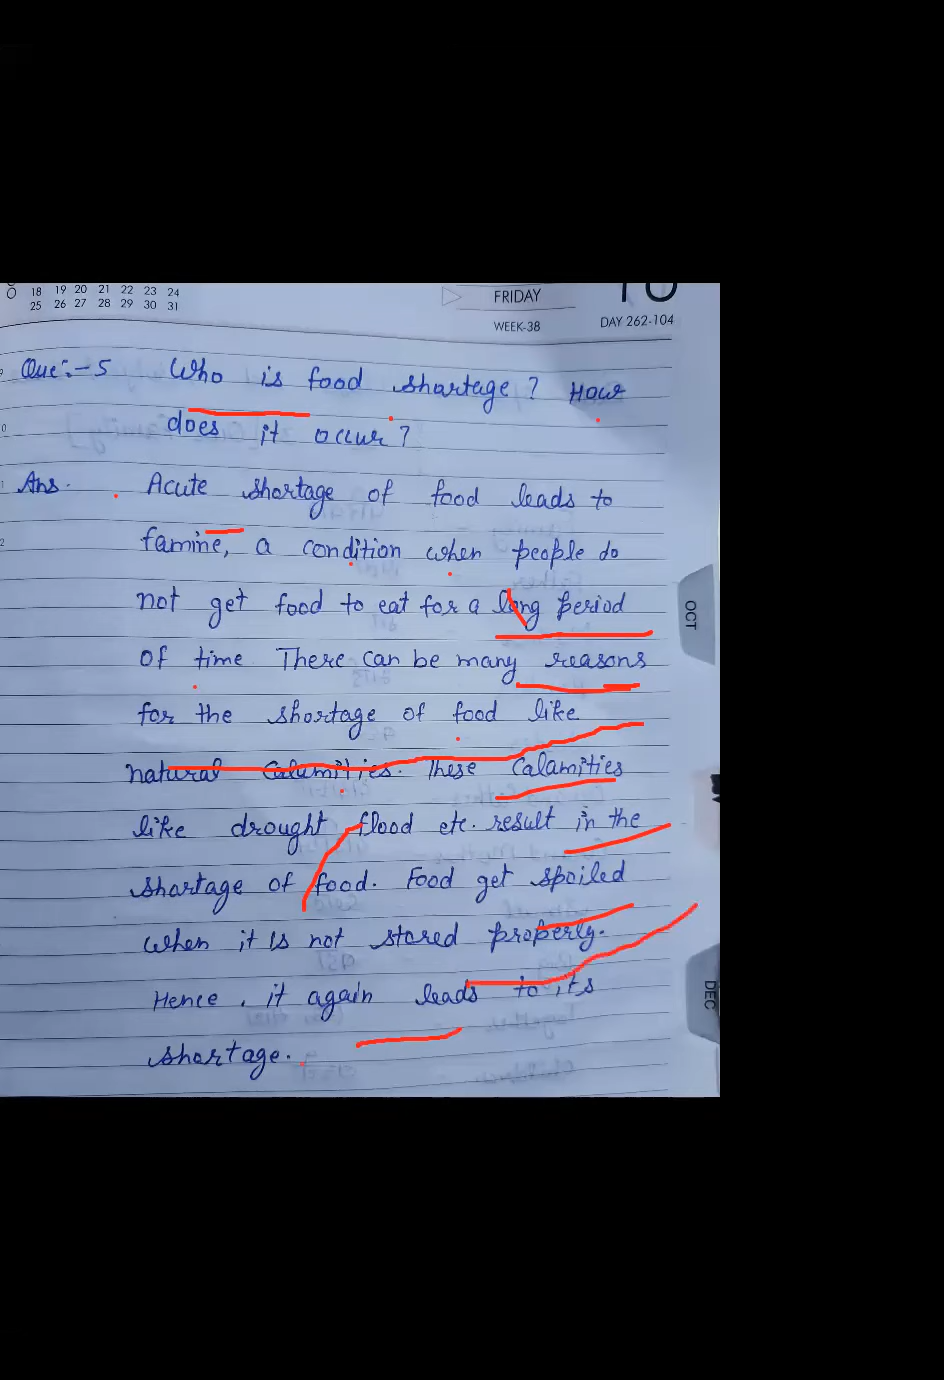 18 19 20 21 22 23 24
25 26 27 28 29 30 31
FRIDAY
WEEK-38
DAY 262-104
Que:-5 Who is food shartage? How
does it occur?
Ans. Acute shortage of food leads to
famine, a condition when people do
not get food to eat for a long period
of time There can be many reasons
for the shortage of food like
natural Calamities. These Calamities
like drought flood etc. result in the
shartage of food. Food get spoiled
when it is not stored properly.
Hence, it again leads to its
shortage.
OCT
DEC